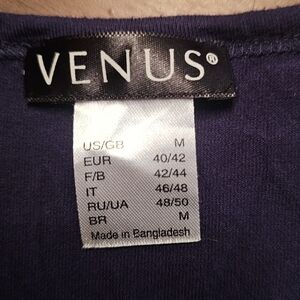 VENUS®
US/GB M
EUR 40/42
F/B 42/44
IT 46/48
RU/UA 48/50
BR M
Made in Bangladesh